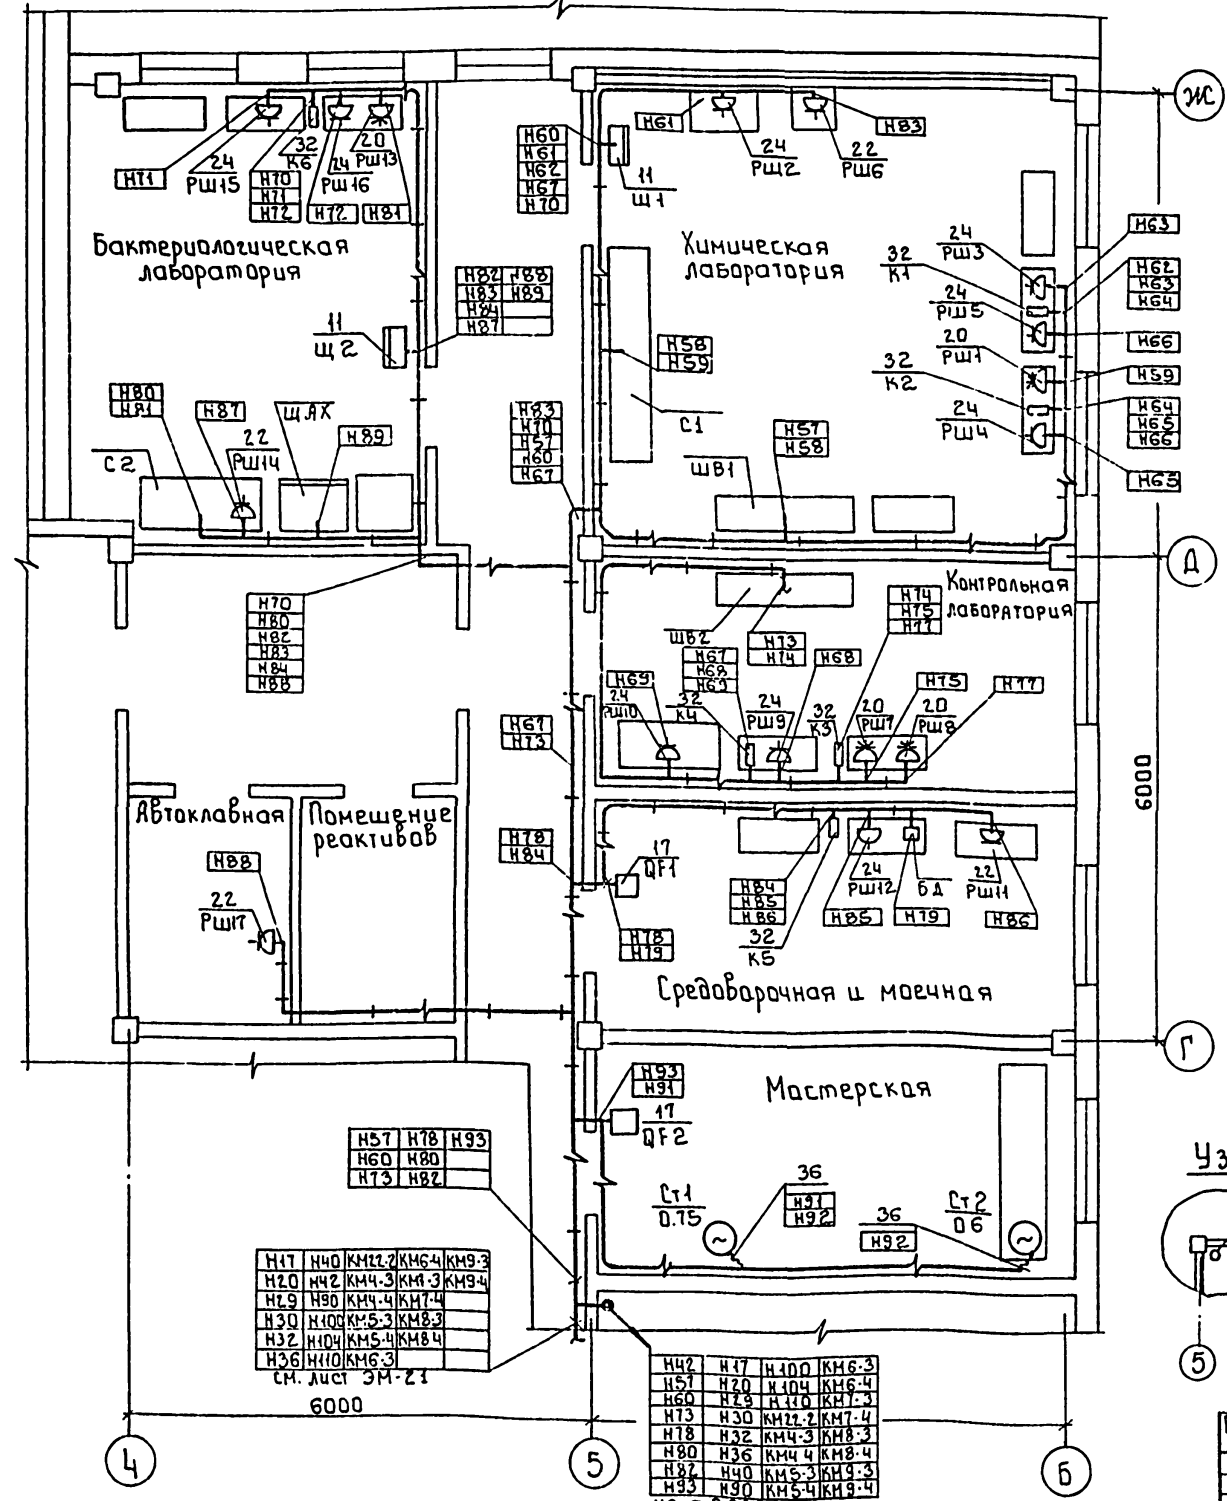 Ж
Н61
Н83
Н60
Н61
Н62
Н67
Н70
24
РШ2
22
РШ6
32
К6
20
РШ13
24
РШ15
24
РШ16
Н71
Н70
Н71
Н72
Н72
Н81
11
Щ1
Бактериологическая
лаборатория
Химическая
лаборатория
24
РШ3
Н63
32
К1
Н62
Н63
Н64
24
РШ5
Н82 Н88
Н83 Н89
Н84
Н87
11
Щ2
Н58
Н59
20
РШ1
Н66
32
К2
Н59
24
РШ4
Н64
Н65
Н66
Н65
Н80
Н81
Н87
ЩАХ
Н89
22
РШ14
С2
Н83
Н70
Н57
Н60
Н67
С1
Н57
Н58
ШВ1
Д
Контрольная
лаборатория
Н70
Н80
Н82
Н83
Н84
Н88
ШВ2
Н73
Н74
Н74
Н75
Н77
Н67
Н68
Н69
Н68
Н69
24
РШ10
32
К4
24
РШ9
32
К3
20
РШ7
20
РШ8
Н75
Н77
Н67
Н73
6000
Автоклавная
Помещение
реактивов
Н78
Н84
17
QF1
Н88
22
РШ17
Н84
Н85
Н86
24
РШ12
БД
22
РШ11
Н85
Н79
Н86
32
К5
Н78
Н79
Средоварочная и моечная
Г
Н93
Н91
17
QF2
Мастерская
Н57 Н78 Н93
Н60 Н80
Н73 Н82
Ст1
0.75
36
Н91
Н92
36
Н92
Ст2
0.6
Уз
Н17 Н40 КМ22-2 КМ6-4 КМ9-3
Н20 Н42 КМ4-3 КМ7-3 КМ9-4
Н29 Н90 КМ4-4 КМ7-4
Н30 Н100 КМ5-3 КМ8-3
Н32 Н104 КМ5-4 КМ8-4
Н36 Н110 КМ6-3
см. лист ЭМ-21
Н42 Н17 Н100 КМ6-3
Н57 Н20 Н104 КМ6-4
Н60 Н29 Н110 КМ7-3
Н73 Н30 КМ22-2 КМ7-4
Н78 Н32 КМ4-3 КМ8-3
Н80 Н36 КМ4-4 КМ8-4
Н82 Н40 КМ5-3 КМ9-3
Н93 Н90 КМ5-4 КМ9-4
6000
4
5
Б
5